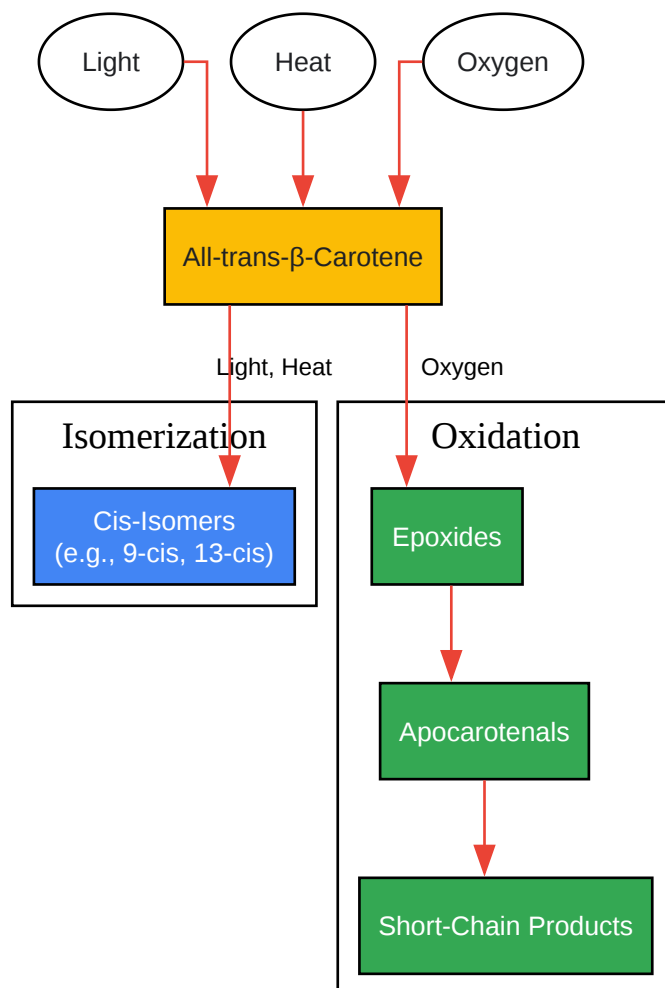 Light
Heat
Oxygen
All-trans-β-Carotene
Light, Heat
Oxygen
Isomerization
Oxidation
Cis-Isomers
(e.g., 9-cis, 13-cis)
Epoxides
Apocarotenals
Short-Chain Products